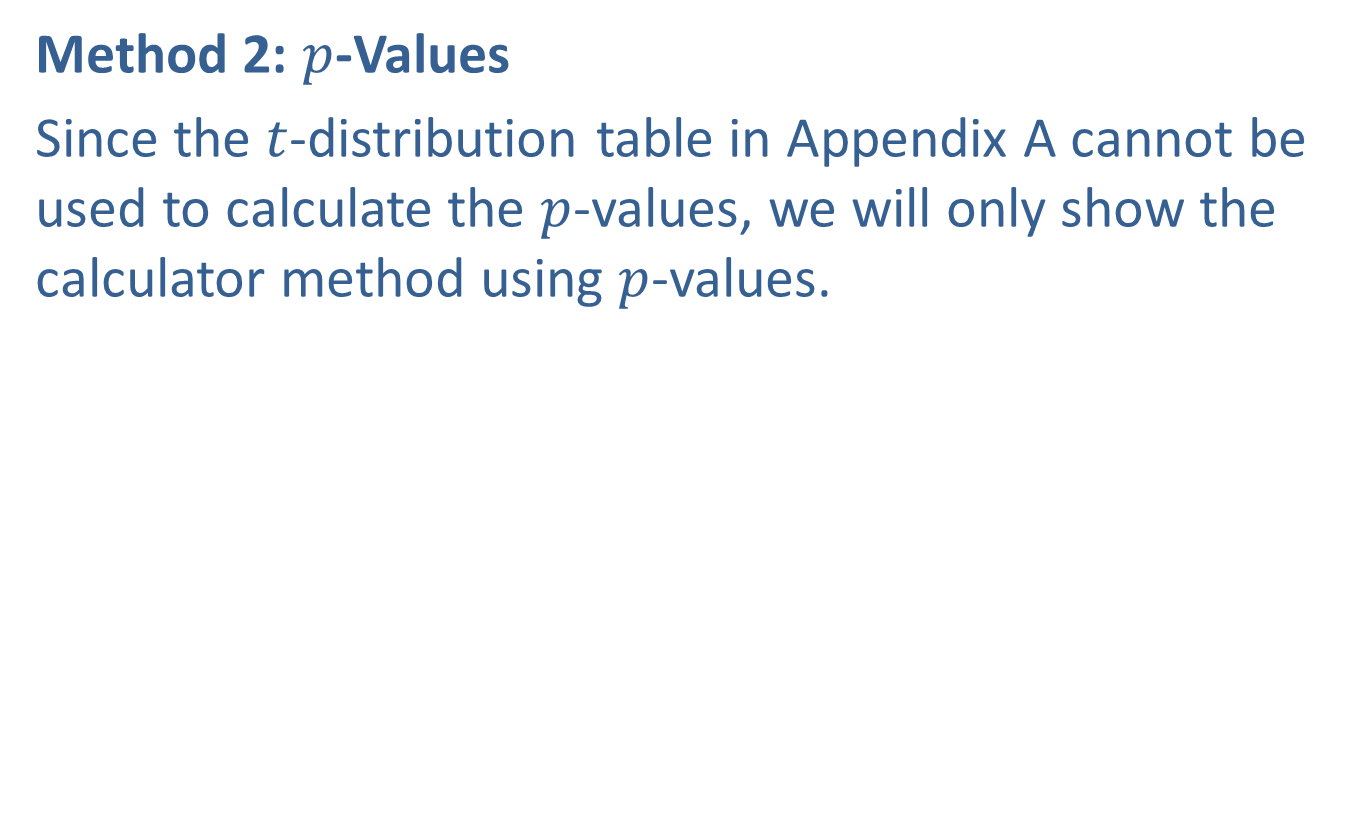 Method 2: p-Values
Since the t-distribution table in Appendix A cannot be
used to calculate the p-values, we will only show the
calculator method using p-values.